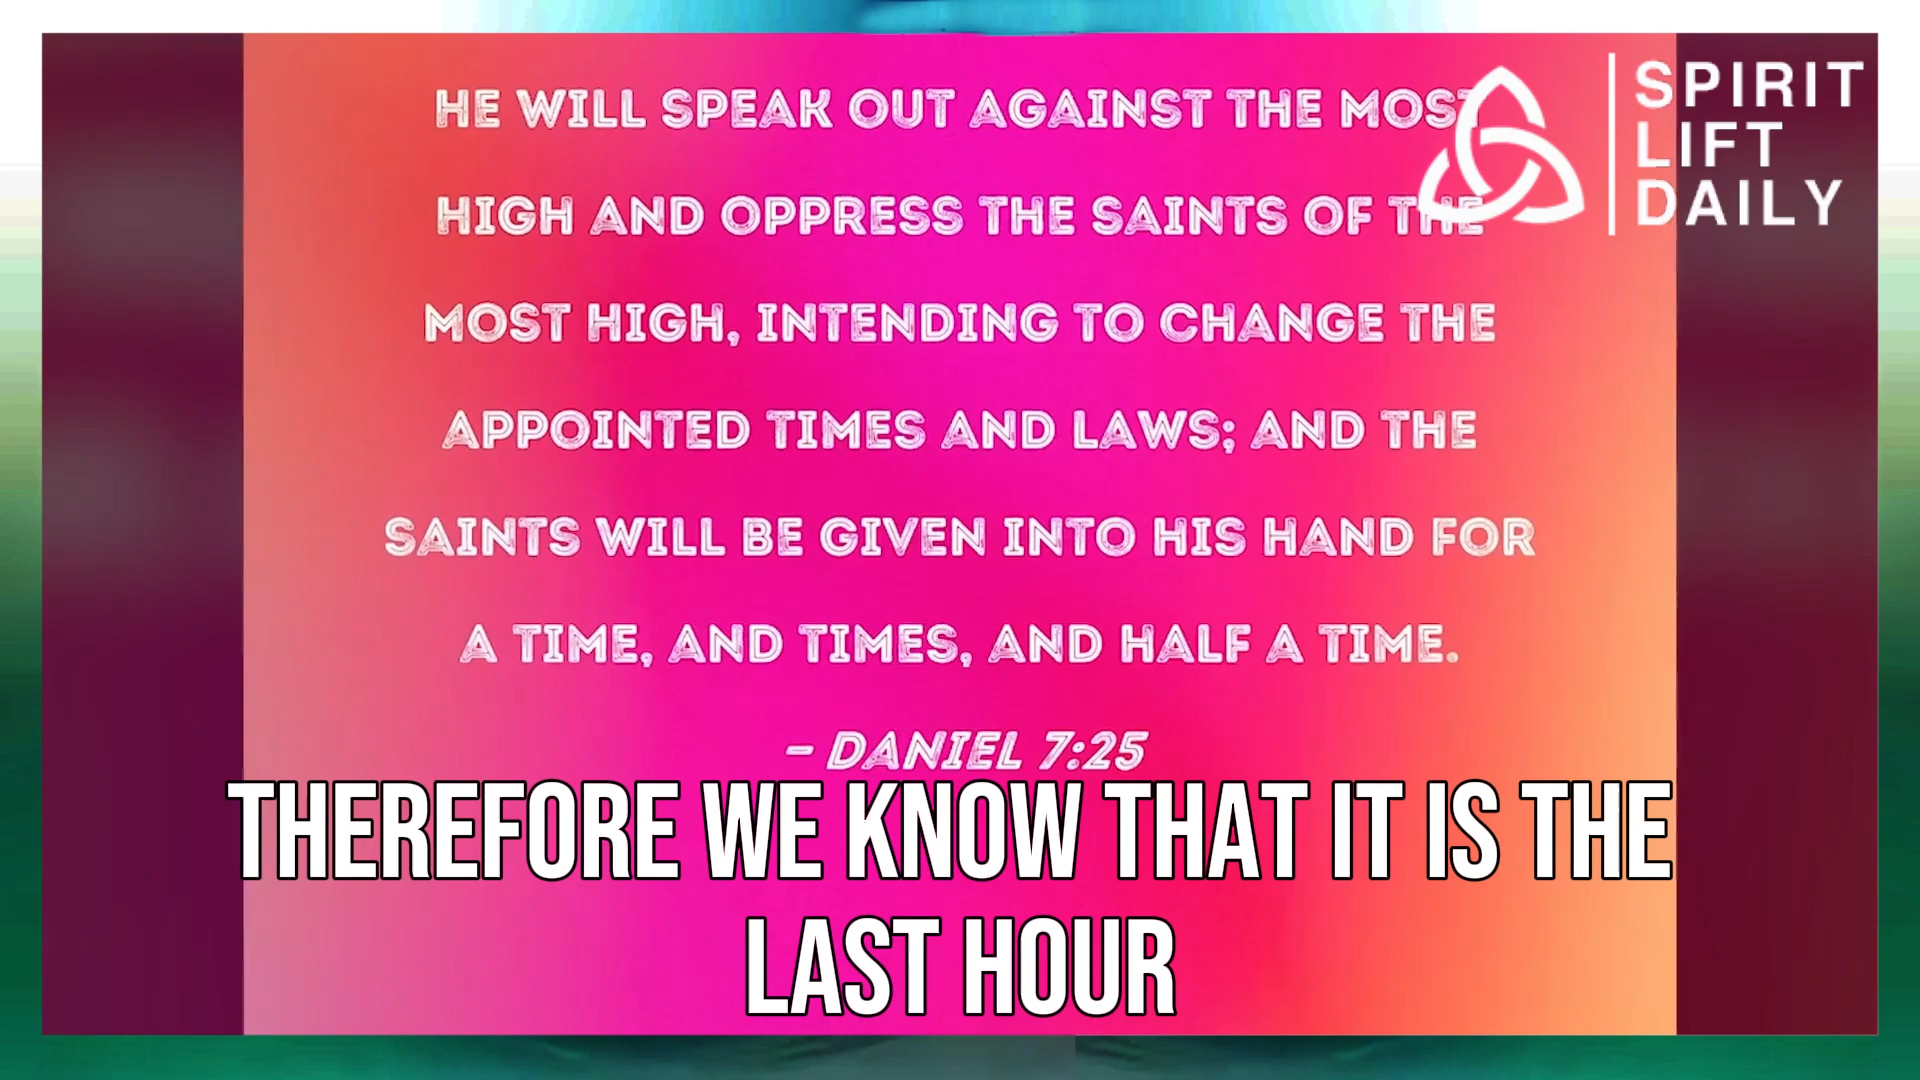 HE WILL SPEAK OUT AGAINST THE MOST
HIGH AND OPPRESS THE SAINTS OF THE
MOST HIGH, INTENDING TO CHANGE THE
APPOINTED TIMES AND LAWS; AND THE
SAINTS WILL BE GIVEN INTO HIS HAND FOR
A TIME, AND TIMES, AND HALF A TIME.
– DANIEL 7:25
SPIRIT
LIFT
DAILY
THEREFORE WE KNOW THAT IT IS THE
LAST HOUR